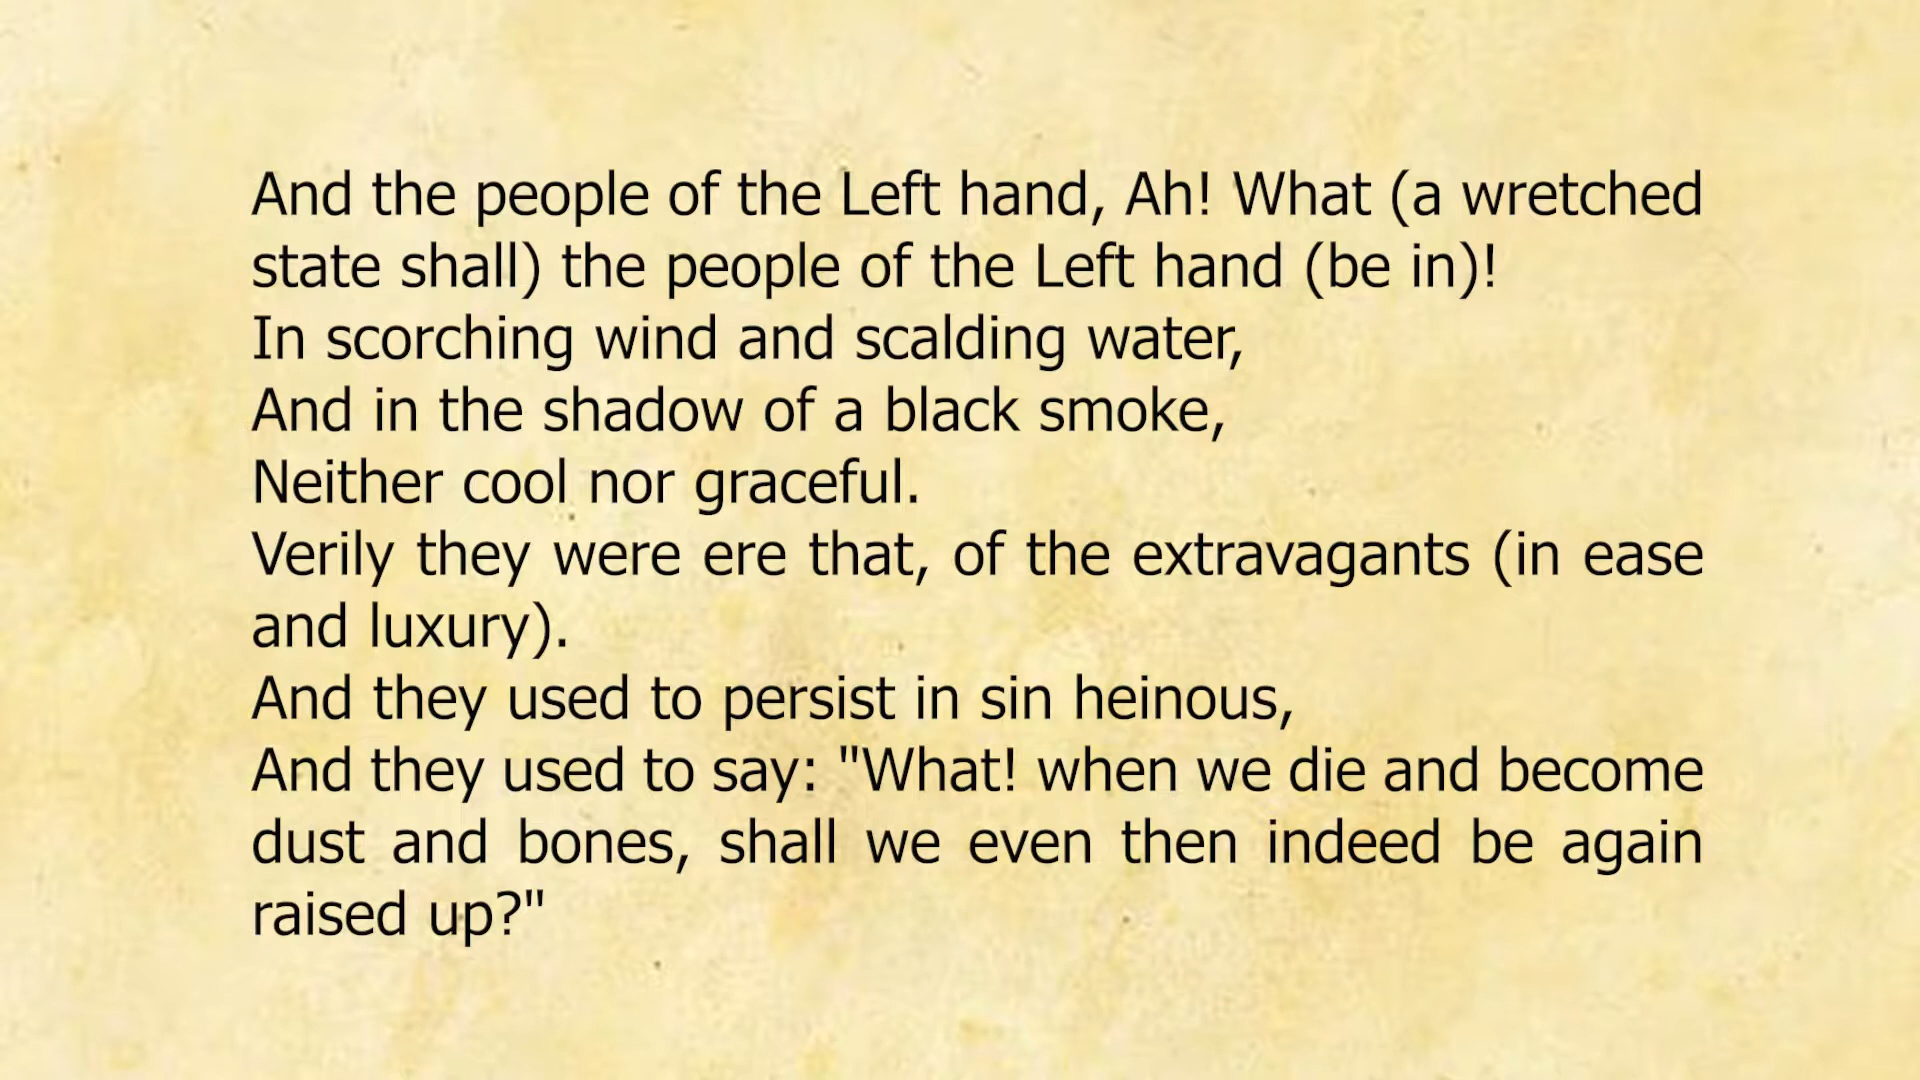 And the people of the Left hand, Ah! What (a wretched
state shall) the people of the Left hand (be in)!
In scorching wind and scalding water,
And in the shadow of a black smoke,
Neither cool nor graceful.
Verily they were ere that, of the extravagants (in ease
and luxury).
And they used to persist in sin heinous,
And they used to say: "What! when we die and become
dust and bones, shall we even then indeed be again
raised up?"